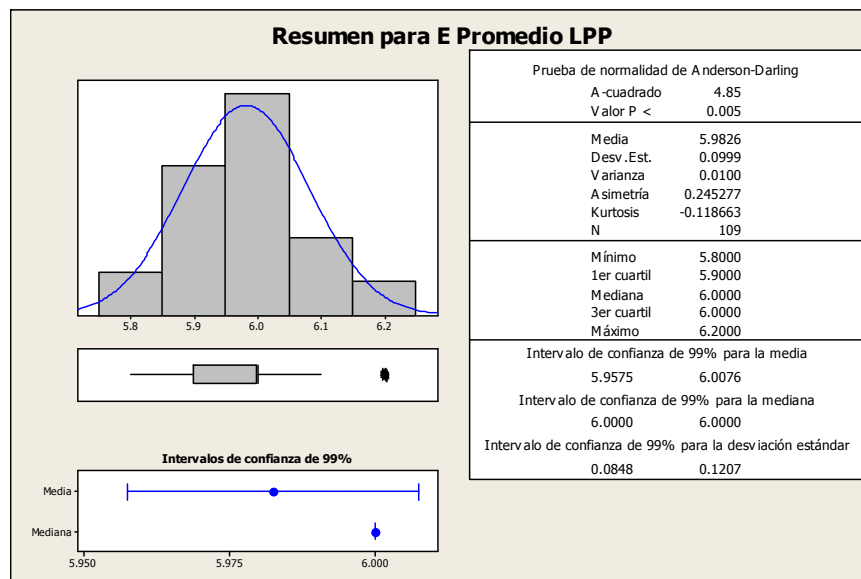 Resumen para E Promedio LPP
5.8 5.9 6.0 6.1 6.2
Intervalos de confianza de 99%
Media
Mediana
5.950 5.975 6.000
Prueba de normalidad de Anderson-Darling
A-cuadrado 4.85
Valor P < 0.005
Media 5.9826
Desv.Est. 0.0999
Varianza 0.0100
Asimetría 0.245277
Kurtosis -0.118663
N 109
Mínimo 5.8000
1er cuartil 5.9000
Mediana 6.0000
3er cuartil 6.0000
Máximo 6.2000
Intervalo de confianza de 99% para la media
5.9575 6.0076
Intervalo de confianza de 99% para la mediana
6.0000 6.0000
Intervalo de confianza de 99% para la desviación estándar
0.0848 0.1207